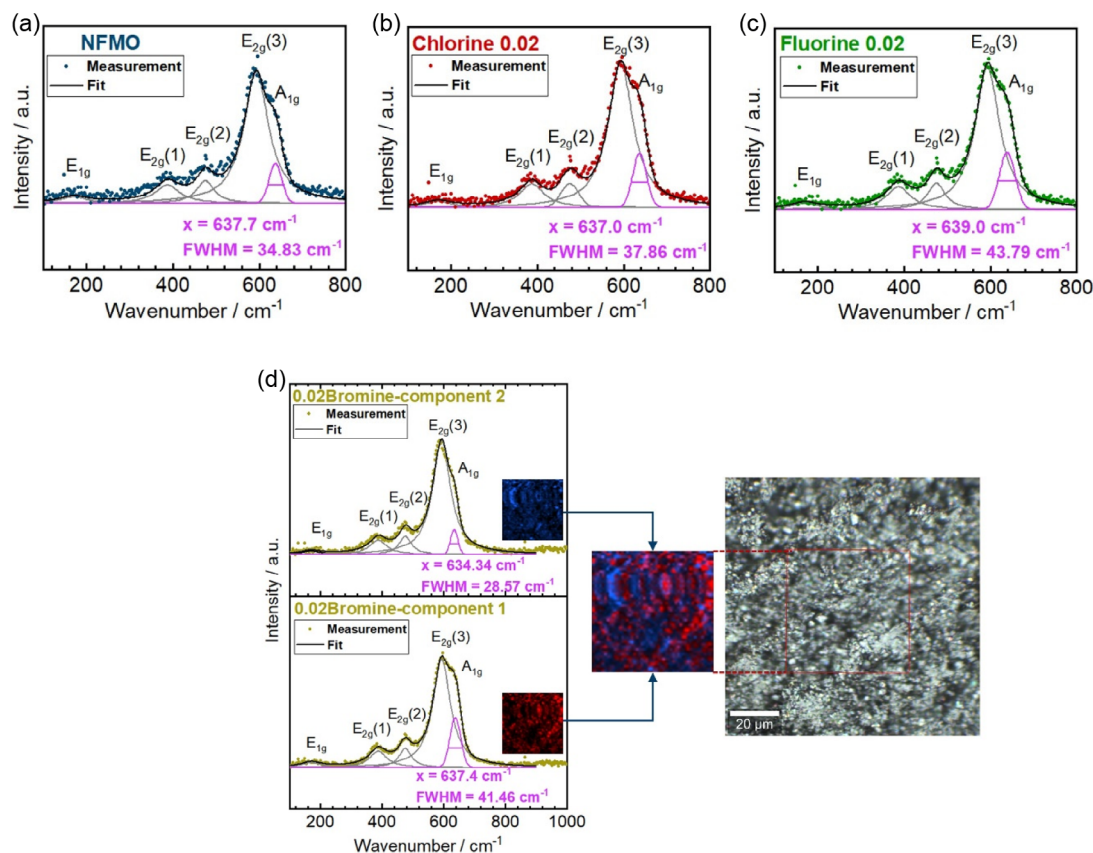 (a)
NFMO
Measurement
Fit
E2g(3)
A1g
E2g(2)
E2g(1)
E1g
x = 637.7 cm-1
FWHM = 34.83 cm-1
Intensity / a.u.
200 400 600 800
Wavenumber / cm-1
(b)
Chlorine 0.02
Measurement
Fit
E2g(3)
A1g
E2g(2)
E2g(1)
E1g
x = 637.0 cm-1
FWHM = 37.86 cm-1
Intensity / a.u.
200 400 600 800
Wavenumber / cm-1
(c)
Fluorine 0.02
Measurement
Fit
E2g(3)
A1g
E2g(2)
E2g(1)
E1g
x = 639.0 cm-1
FWHM = 43.79 cm-1
Intensity / a.u.
200 400 600 800
Wavenumber / cm-1
(d)
0.02Bromine-component 2
Measurement
Fit
E2g(3)
A1g
E2g(2)
E2g(1)
E1g
x = 634.34 cm-1
FWHM = 28.57 cm-1
0.02Bromine-component 1
Measurement
Fit
E2g(3)
A1g
E2g(2)
E2g(1)
E1g
x = 637.4 cm-1
FWHM = 41.46 cm-1
Intensity / a.u.
200 400 600 800 1000
Wavenumber / cm-1
20 µm